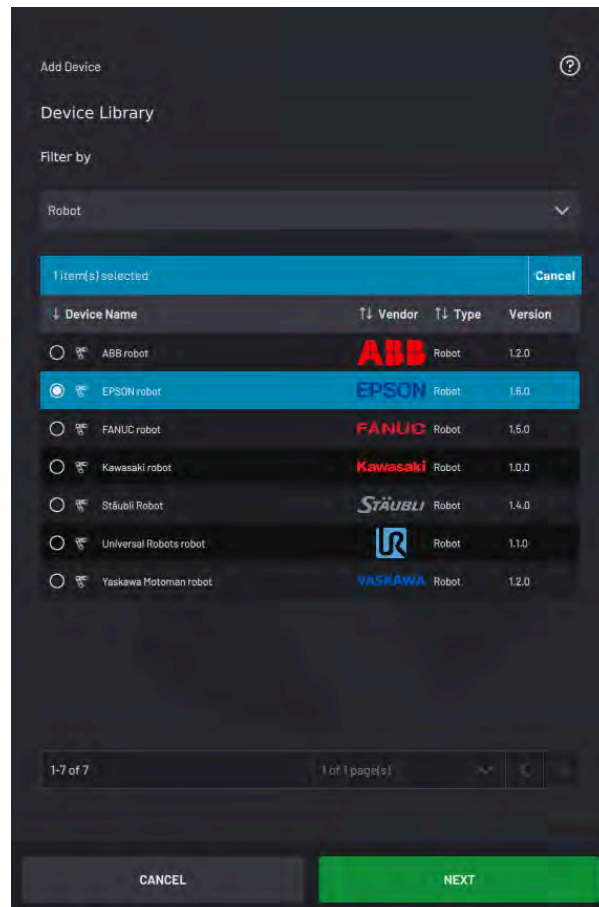 Add Device
Device Library
Filter by
Robot
1 item(s) selected Cancel
Device Name Vendor Type Version
ABB robot ABB Robot 1.2.0
EPSON robot EPSON Robot 1.6.0
FANUC robot FANUC Robot 1.5.0
Kawasaki robot Kawasaki Robot 1.0.0
Stäubli Robot STÄUBLI Robot 1.4.0
Universal Robots robot UR Robot 1.1.0
Yaskawa Motoman robot YASKAWA Robot 1.2.0
1-7 of 7 1 of 1 page(s)
CANCEL NEXT